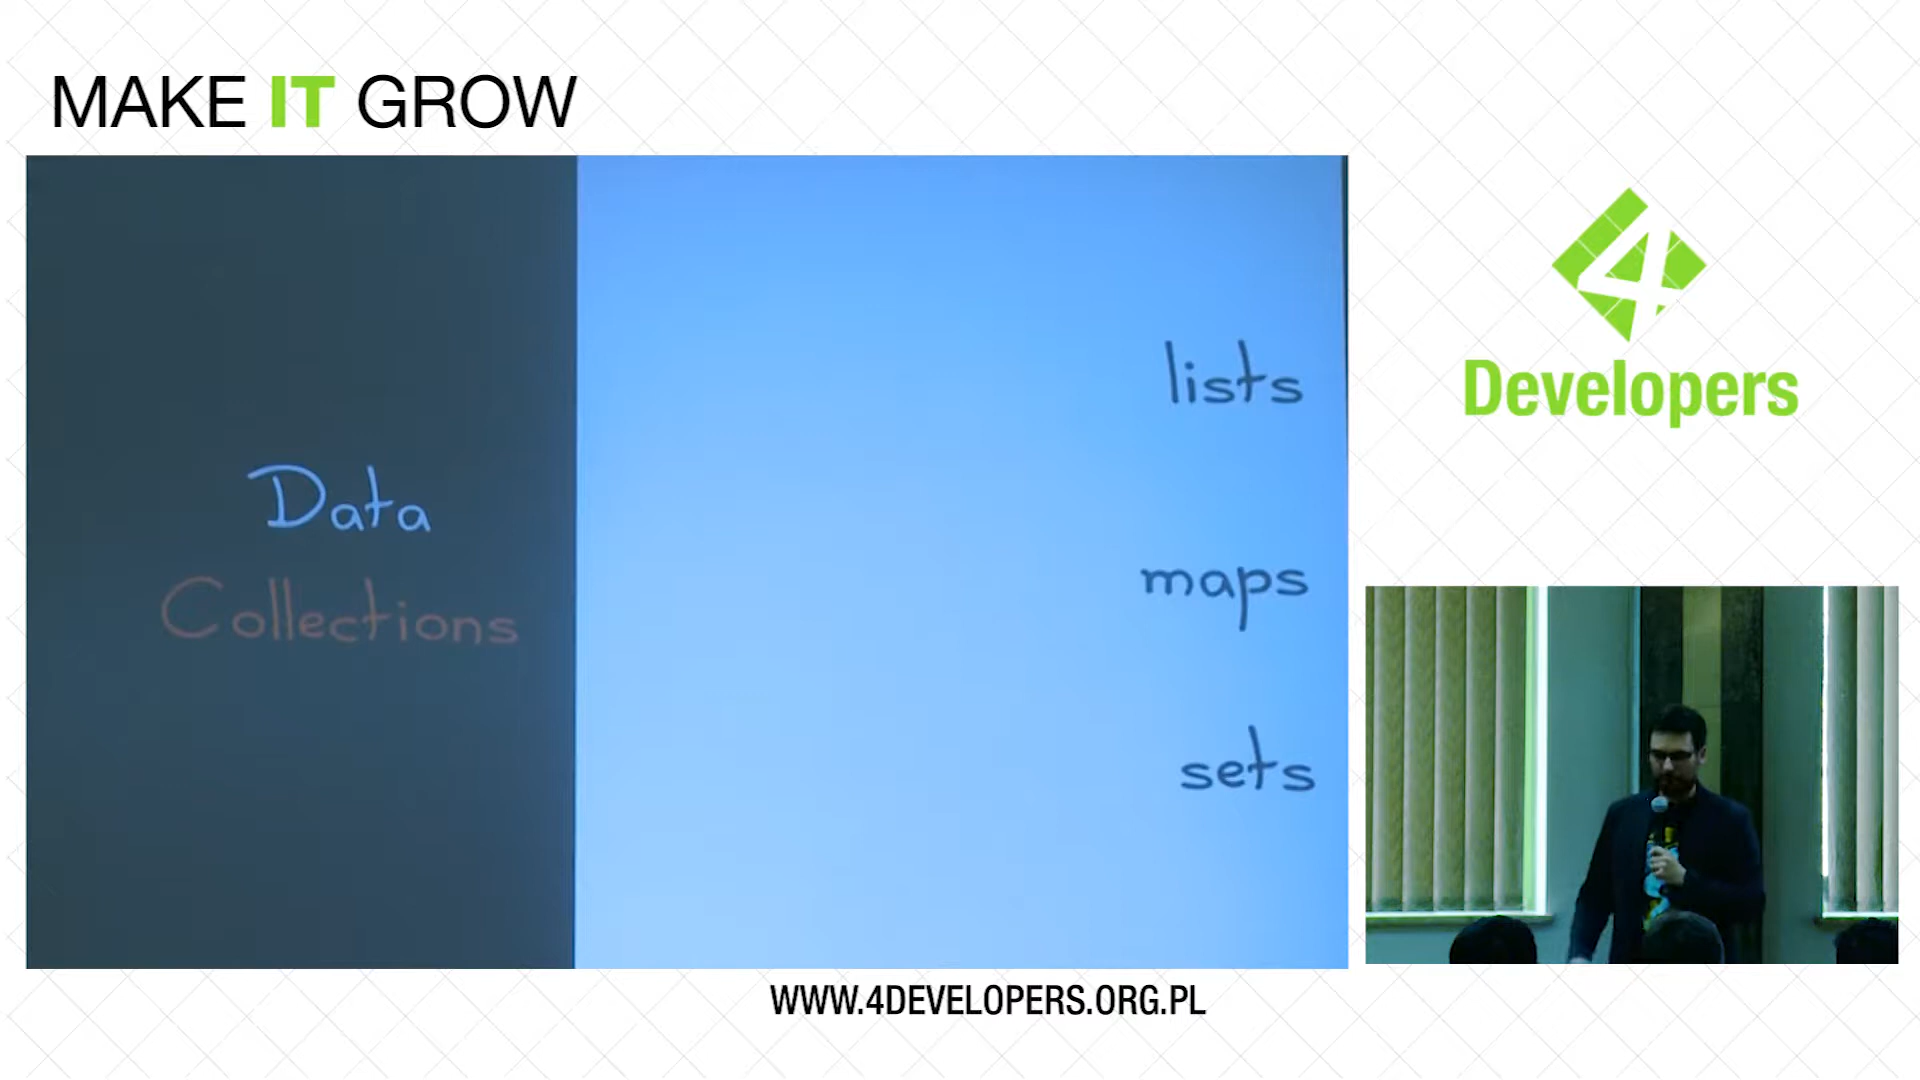 MAKE IT GROW
Data
Collections
lists
maps
sets
4
Developers
WWW.4DEVELOPERS.ORG.PL